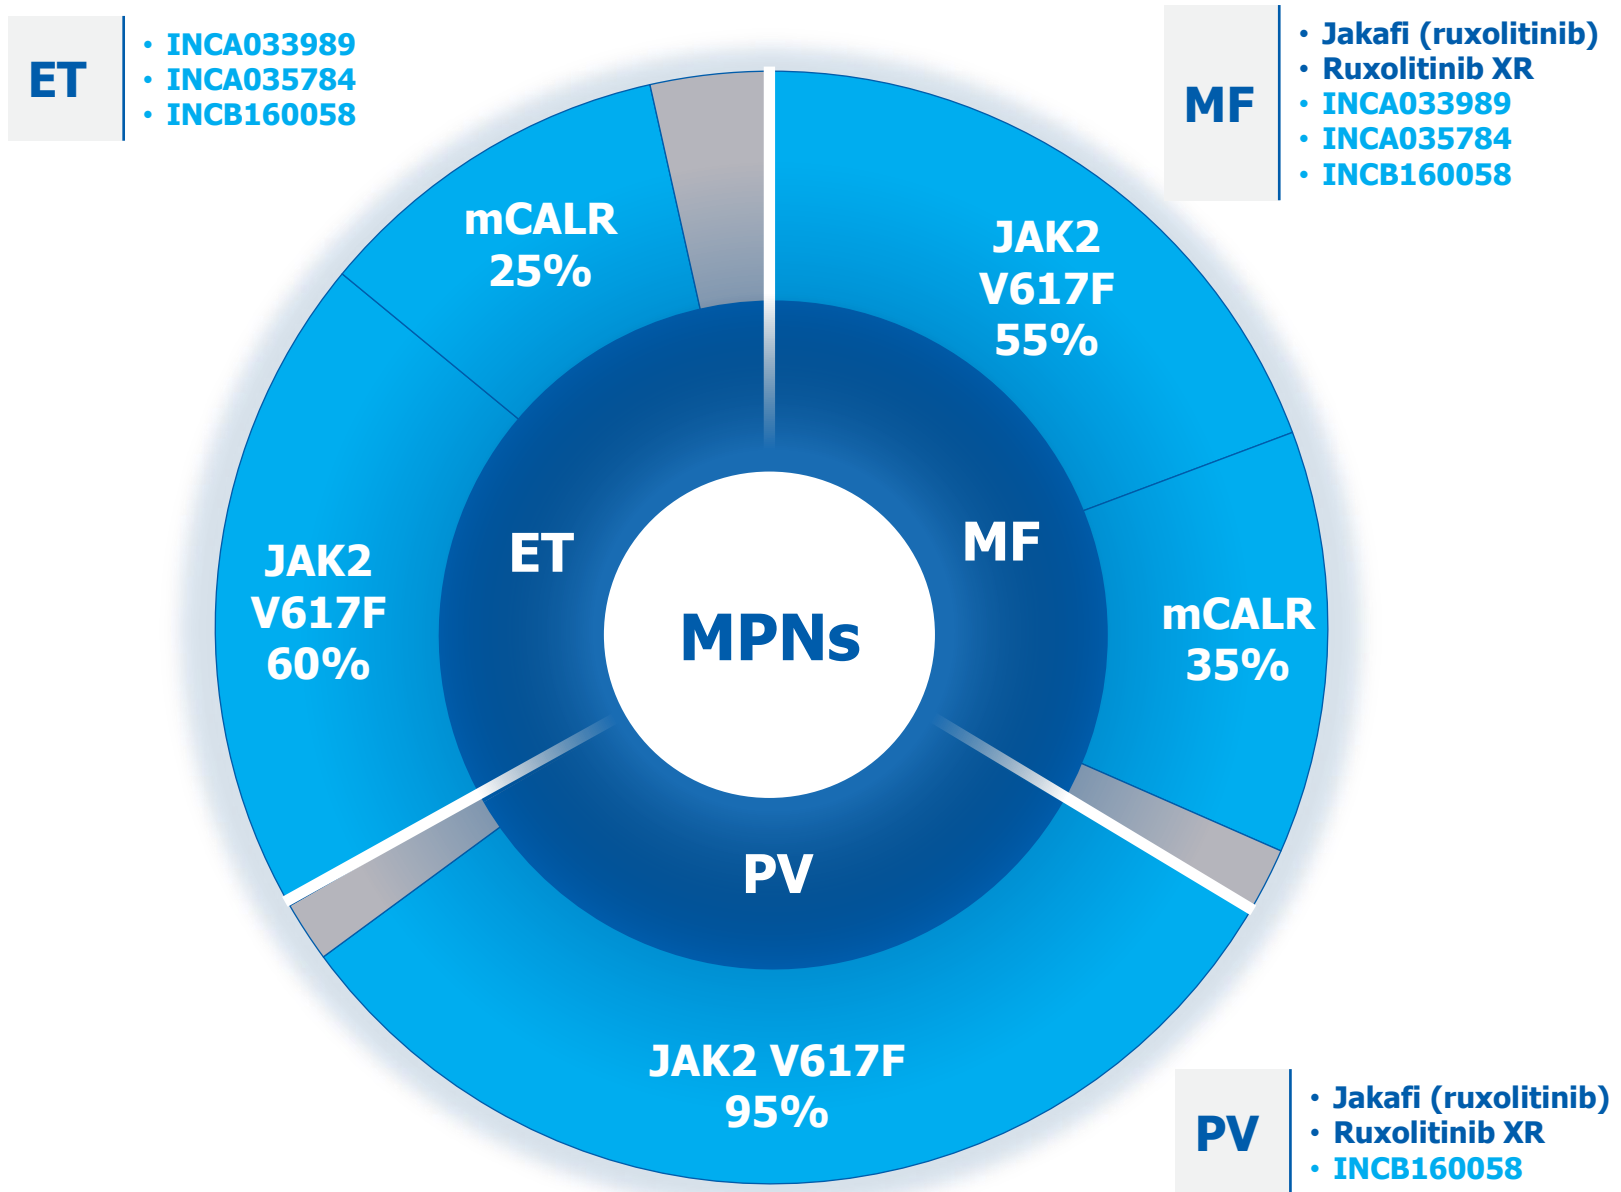 ET
• INCA033989
• INCA035784
• INCB160058
MF
• Jakafi (ruxolitinib)
• Ruxolitinib XR
• INCA033989
• INCA035784
• INCB160058
mCALR
25%
JAK2
V617F
55%
ET
MF
JAK2
V617F
60%
MPNs
mCALR
35%
PV
JAK2 V617F
95%
PV
• Jakafi (ruxolitinib)
• Ruxolitinib XR
• INCB160058